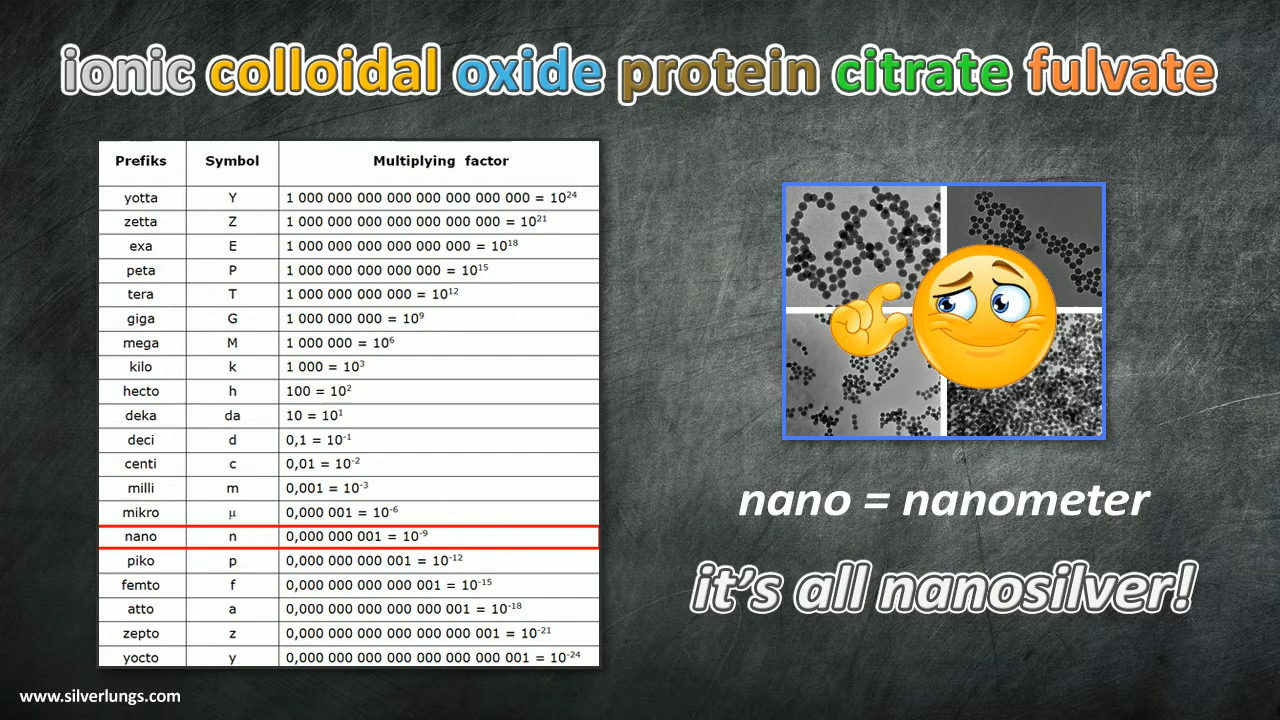 ionic colloidal oxide protein citrate fulvate
Prefiks Symbol Multiplying factor
yotta Y 1 000 000 000 000 000 000 000 000 = 10²⁴
zetta Z 1 000 000 000 000 000 000 000 = 10²¹
exa E 1 000 000 000 000 000 000 = 10¹⁸
peta P 1 000 000 000 000 000 = 10¹⁵
tera T 1 000 000 000 000 = 10¹²
giga G 1 000 000 000 = 10⁹
mega M 1 000 000 = 10⁶
kilo k 1 000 = 10³
hecto h 100 = 10²
deka da 10 = 10¹
deci d 0,1 = 10⁻¹
centi c 0,01 = 10⁻²
milli m 0,001 = 10⁻³
mikro µ 0,000 001 = 10⁻⁶
nano n 0,000 000 001 = 10⁻⁹
piko p 0,000 000 000 001 = 10⁻¹²
femto f 0,000 000 000 000 001 = 10⁻¹⁵
atto a 0,000 000 000 000 000 001 = 10⁻¹⁸
zepto z 0,000 000 000 000 000 000 001 = 10⁻²¹
yocto y 0,000 000 000 000 000 000 000 001 = 10⁻²⁴
nano = nanometer
it's all nanosilver!
www.silverlungs.com